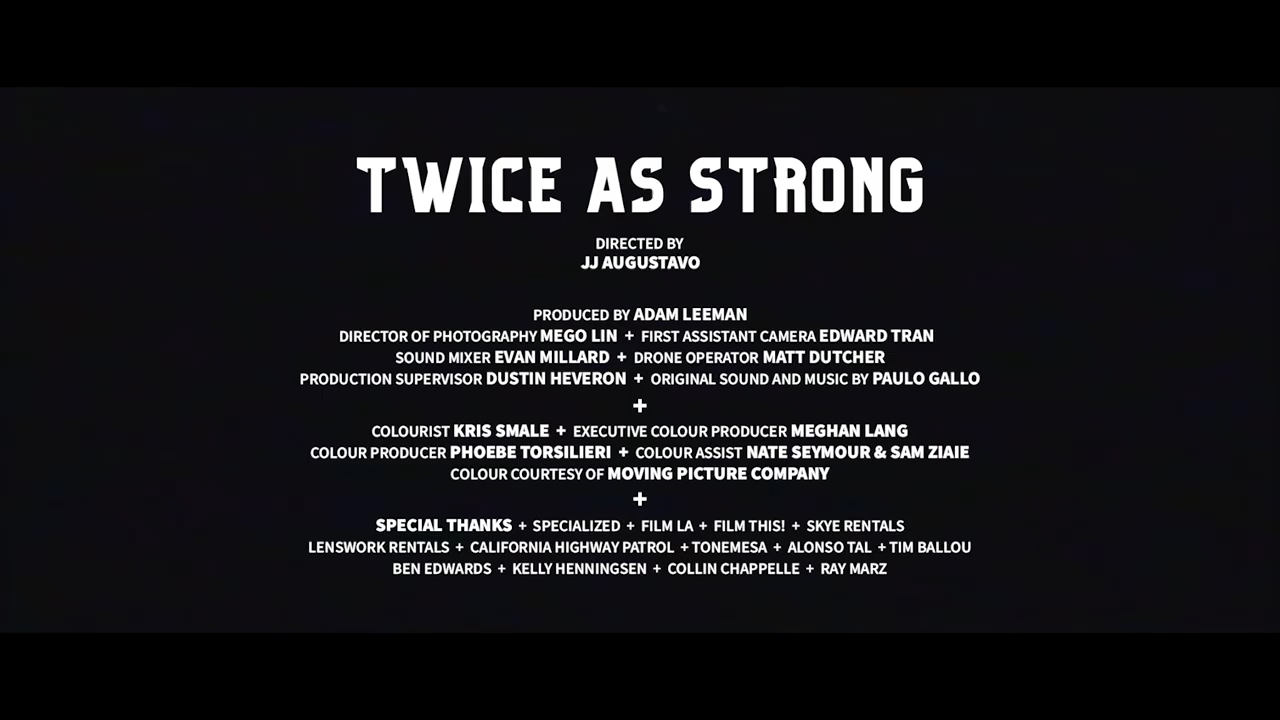 TWICE AS STRONG
DIRECTED BY
JJ AUGUSTAVO
PRODUCED BY ADAM LEEMAN
DIRECTOR OF PHOTOGRAPHY MEGO LIN + FIRST ASSISTANT CAMERA EDWARD TRAN
SOUND MIXER EVAN MILLARD + DRONE OPERATOR MATT DUTCHER
PRODUCTION SUPERVISOR DUSTIN HEVERON + ORIGINAL SOUND AND MUSIC BY PAULO GALLO
+
COLOURIST KRIS SMALE + EXECUTIVE COLOUR PRODUCER MEGHAN LANG
COLOUR PRODUCER PHOEBE TORSILIERI + COLOUR ASSIST NATE SEYMOUR & SAM ZIAIE
COLOUR COURTESY OF MOVING PICTURE COMPANY
+
SPECIAL THANKS + SPECIALIZED + FILM LA + FILM THIS! + SKYE RENTALS
LENSWORK RENTALS + CALIFORNIA HIGHWAY PATROL + TONEMESA + ALONSO TAL + TIM BALLOU
BEN EDWARDS + KELLY HENNINGSEN + COLLIN CHAPPELLE + RAY MARZ